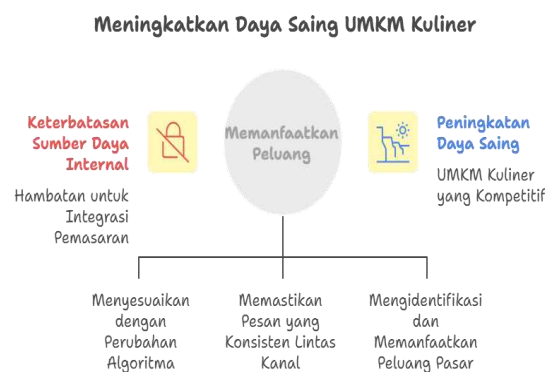 Meningkatkan Daya Saing UMKM Kuliner
Keterbatasan
Sumber Daya
Internal
Hambatan untuk
Integrasi
Pemasaran
Memanfaatkan
Peluang
Peningkatan
Daya Saing
UMKM Kuliner
yang Kompetitif
Menyesuaikan
dengan
Perubahan
Algoritma
Memastikan
Pesan yang
Konsisten Lintas
Kanal
Mengidentifikasi
dan
Memanfaatkan
Peluang Pasar